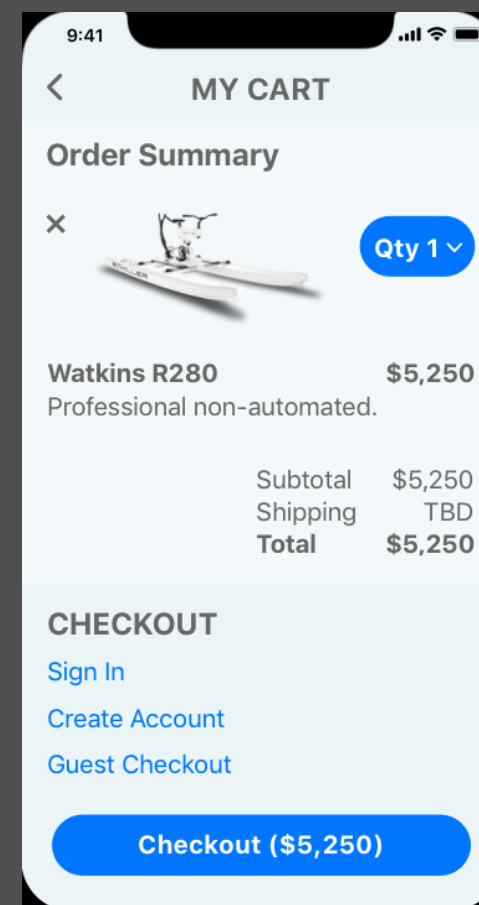 9:41
MY CART
Order Summary
×
SCHILLER
Qty 1
Watkins R280 $5,250
Professional non-automated.
Subtotal $5,250
Shipping TBD
Total $5,250
CHECKOUT
Sign In
Create Account
Guest Checkout
Checkout ($5,250)